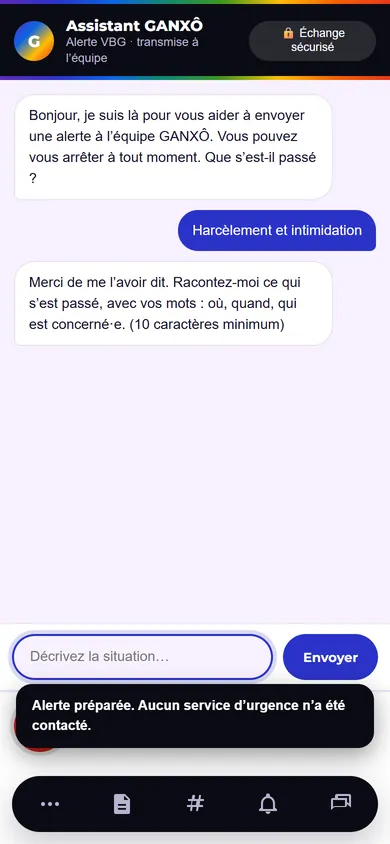 G
Assistant GANXÔ
Alerte VBG · transmise à
l’équipe
🔒 Échange
sécurisé
Bonjour, je suis là pour vous aider à envoyer
une alerte à l’équipe GANXÔ. Vous pouvez
vous arrêter à tout moment. Que s’est-il passé
?
Harcèlement et intimidation
Merci de me l’avoir dit. Racontez-moi ce qui
s’est passé, avec vos mots : où, quand, qui
est concerné·e. (10 caractères minimum)
Décrivez la situation…
Envoyer
Alerte préparée. Aucun service d’urgence n’a été
contacté.